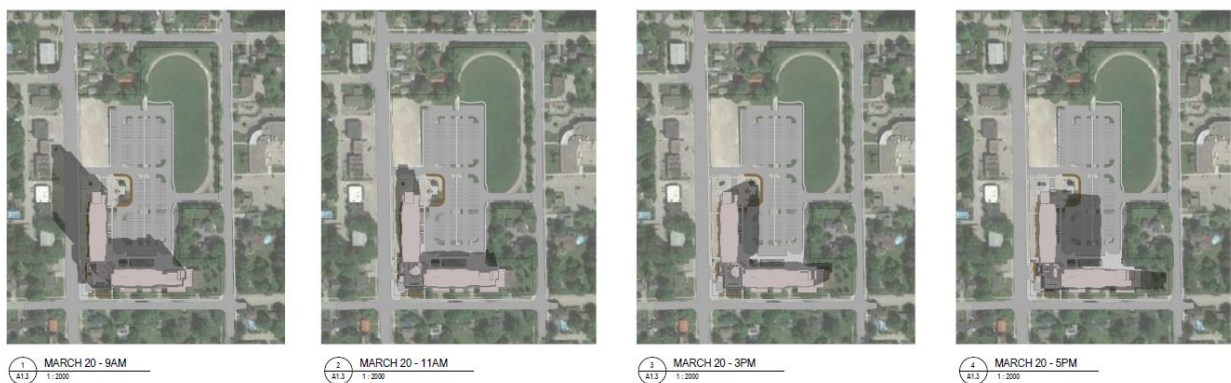 1 MARCH 20 - 9AM
A1.3 1 : 2000
2 MARCH 20 - 11AM
A1.3 1 : 2000
3 MARCH 20 - 3PM
A1.3 1 : 2000
4 MARCH 20 - 5PM
A1.3 1 : 2000